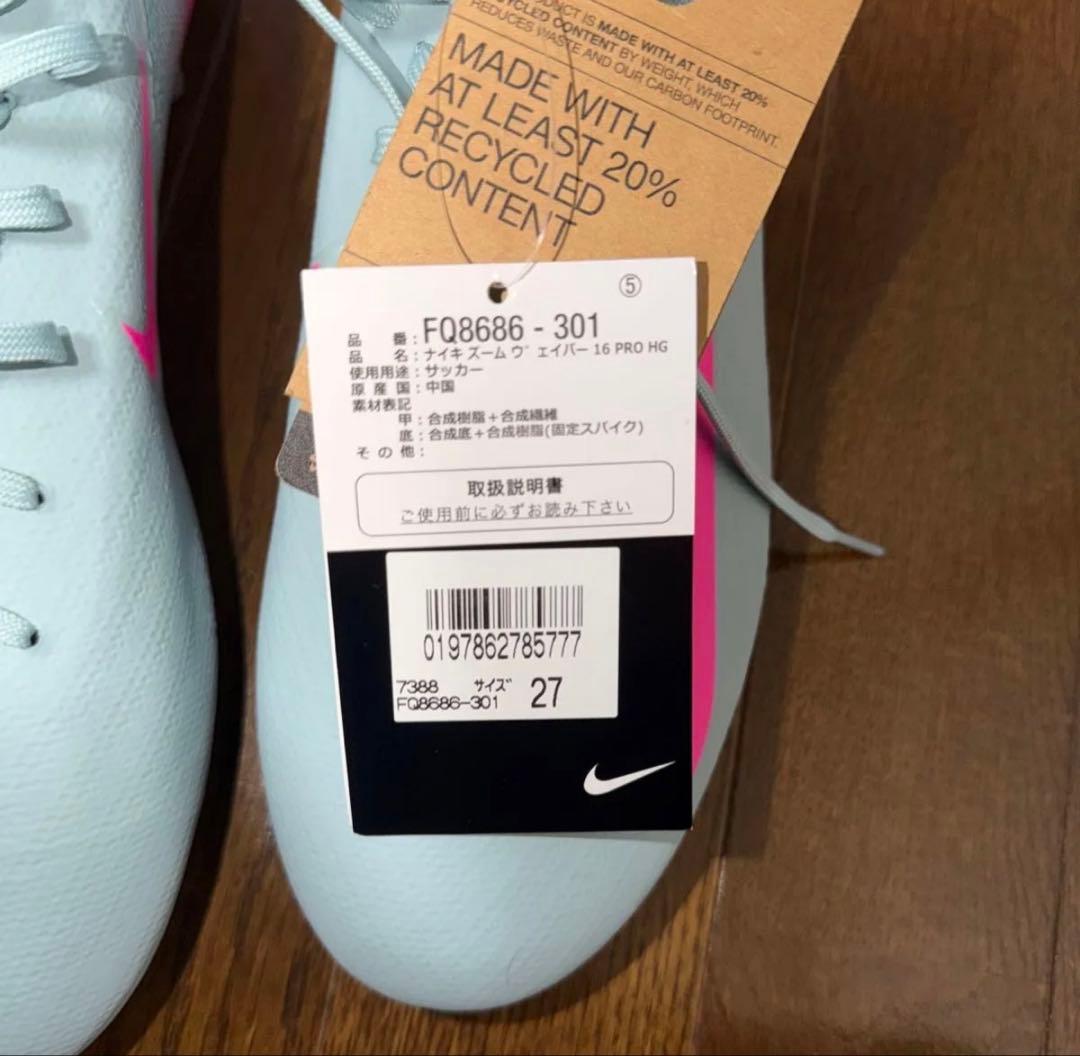 PRODUCT IS MADE WITH AT LEAST 20%
RECYCLED CONTENT BY WEIGHT, WHICH
REDUCES WASTE AND OUR CARBON FOOTPRINT.
MADE WITH
AT LEAST 20%
RECYCLED
CONTENT
⑤
品 番:FQ8686-301
品 名:ナイキ ズーム ヴェイパー 16 PRO HG
使用用途:サッカー
原産国:中国
素材表記
甲:合成樹脂+合成繊維
底:合成底+合成樹脂(固定スパイク)
その他:
取扱説明書
ご使用前に必ずお読み下さい
0197862785777
7388 サイズ 27
FQ8686-301